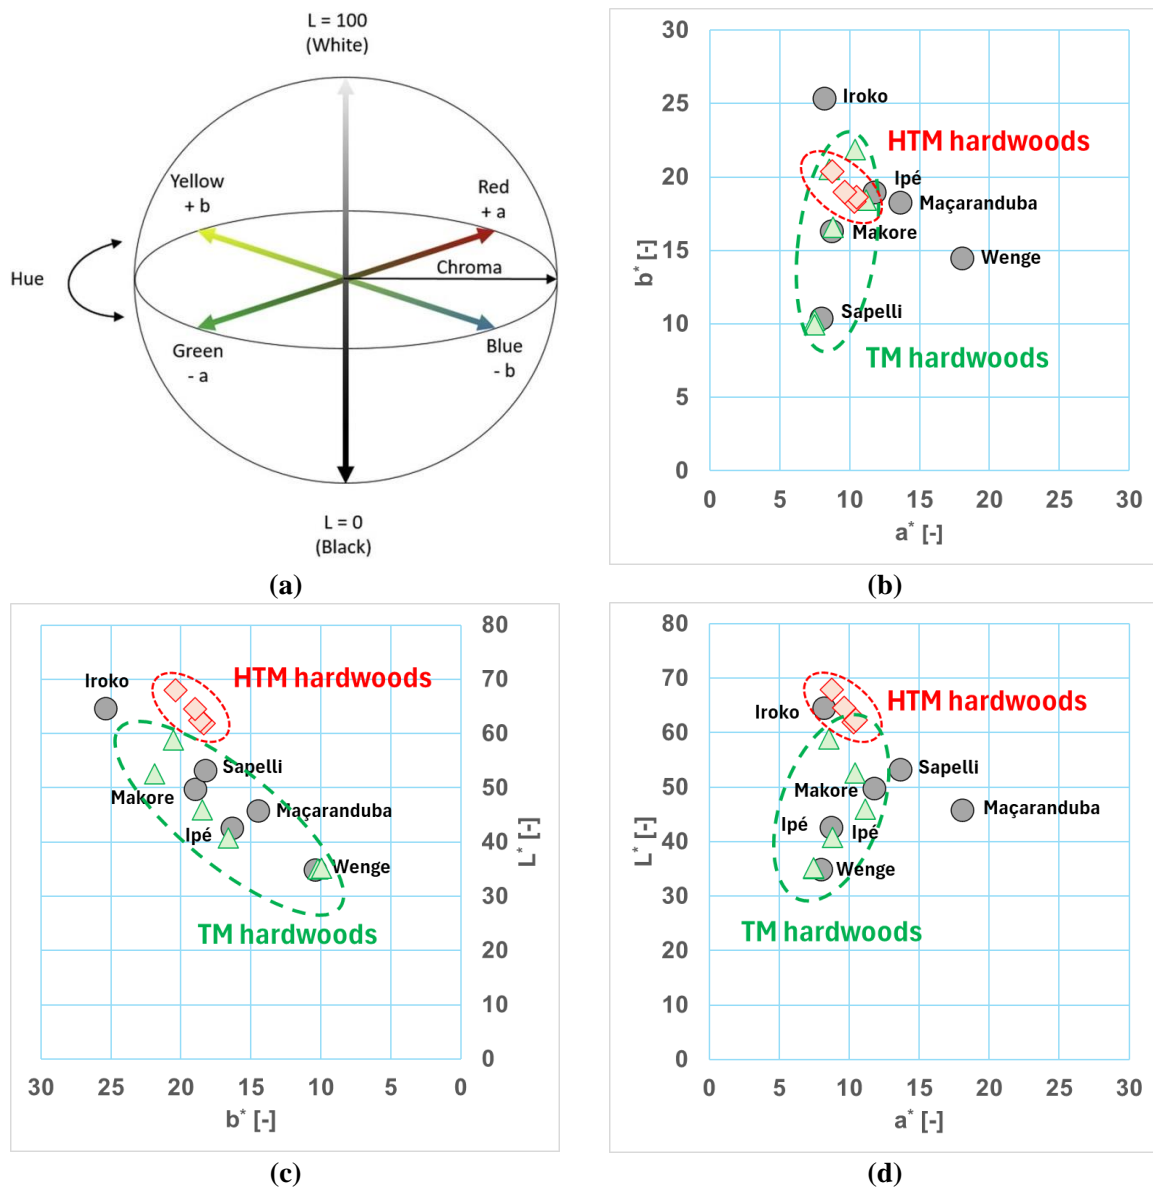 L = 100
(White)
Yellow
+ b
Red
+ a
Hue
Chroma
Green
- a
Blue
- b
L = 0
(Black)
(a)
30
25
20
15
10
5
0
b* [-]
Iroko
HTM hardwoods
Ipé
Maçaranduba
Makore
Wenge
Sapelli
TM hardwoods
0 5 10 15 20 25 30
a* [-]
(b)
80
70
60
50
40
30
20
10
0
L* [-]
Iroko
HTM hardwoods
Sapelli
Makore
Maçaranduba
Ipé
Wenge
TM hardwoods
30 25 20 15 10 5 0
b* [-]
(c)
80
70
60
50
40
30
20
10
0
L* [-]
HTM hardwoods
Iroko
Sapelli
Makore
Maçaranduba
Ipé
Ipé
Wenge
TM hardwoods
0 5 10 15 20 25 30
a* [-]
(d)